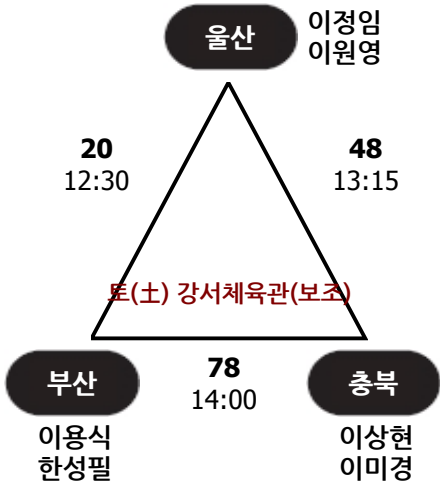 울산
이정임
이원영
20
12:30
48
13:15
토(土) 강서체육관(보조)
부산
이용식
한성필
78
14:00
충북
이상현
이미경